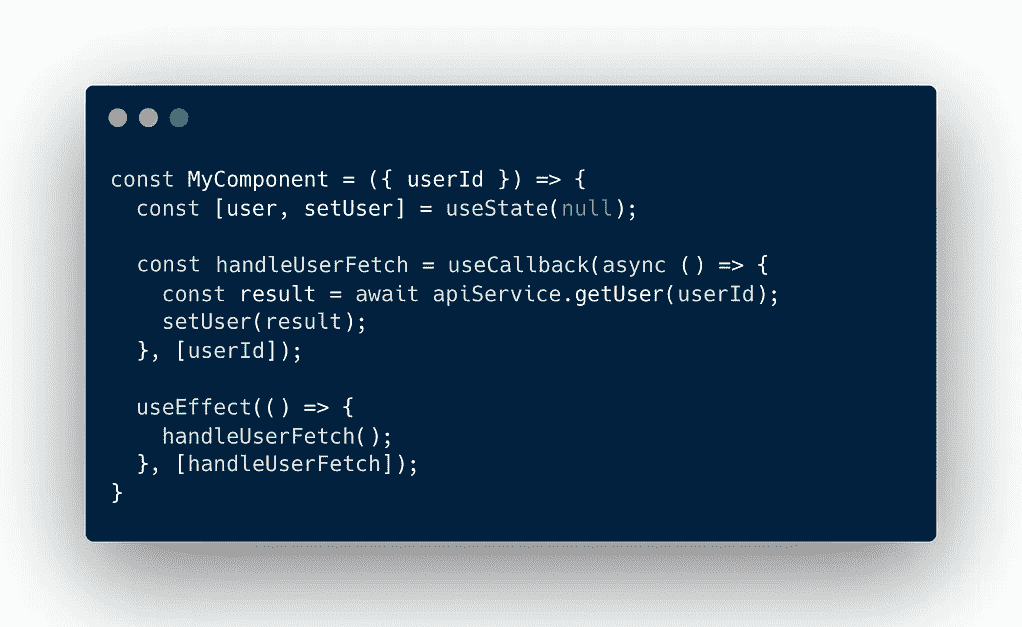 const MyComponent = ({ userId }) => {
  const [user, setUser] = useState(null);

  const handleUserFetch = useCallback(async () => {
    const result = await apiService.getUser(userId);
    setUser(result);
  }, [userId]);

  useEffect(() => {
    handleUserFetch();
  }, [handleUserFetch]);
}